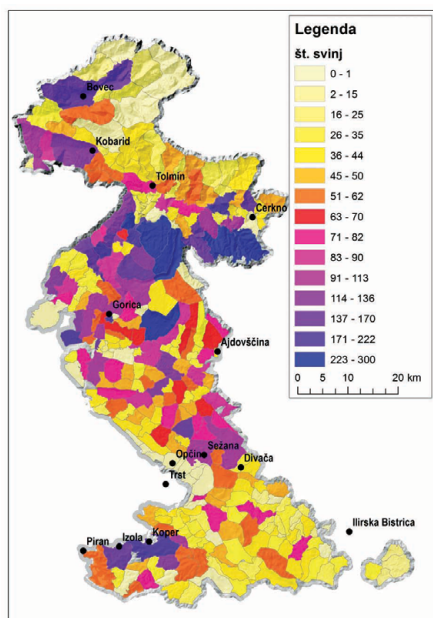 Legenda
št. svinj
0 - 1
2 - 15
16 - 25
26 - 35
36 - 44
45 - 50
51 - 62
63 - 70
71 - 82
83 - 90
91 - 113
114 - 136
137 - 170
171 - 222
223 - 300
0 5 10 20 km
Bovec
Kobarid
Tolmin
Cerkno
Gorica
Ajdovščina
Sežana
Opčine
Divača
Trst
Ilirska Bistrica
Koper
Izola
Piran